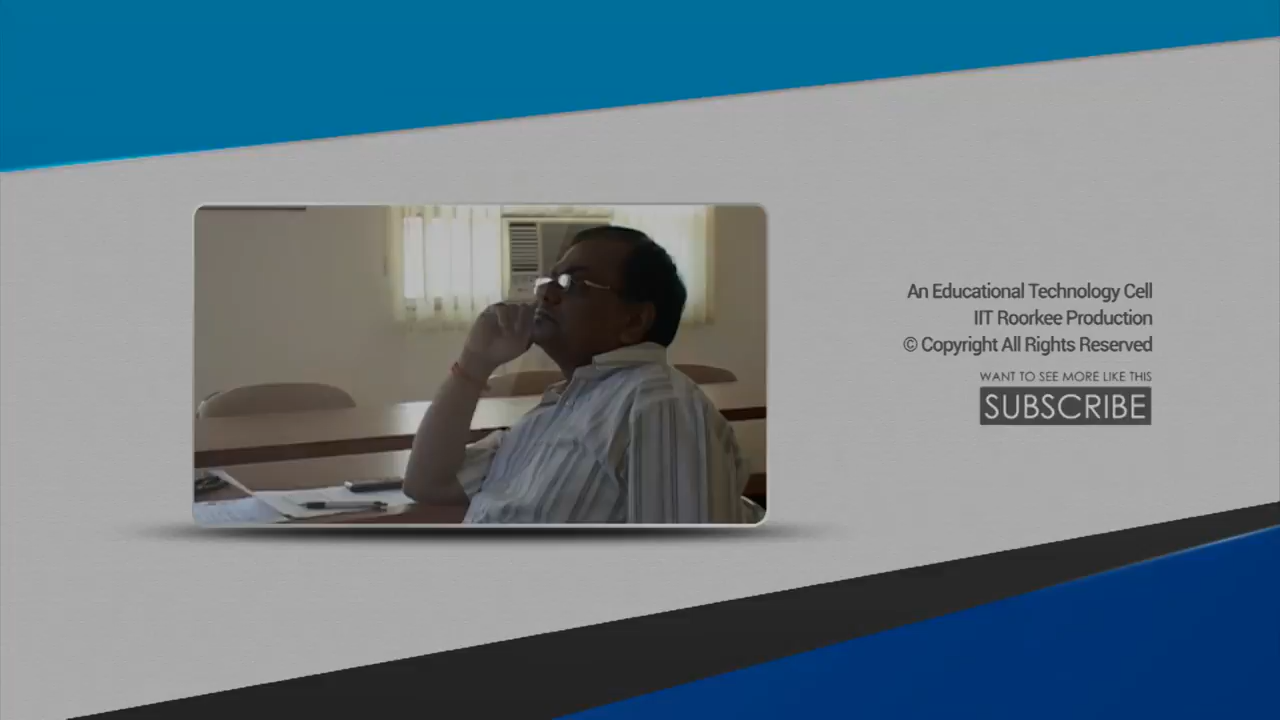 An Educational Technology Cell
IIT Roorkee Production
© Copyright All Rights Reserved
WANT TO SEE MORE LIKE THIS
SUBSCRIBE